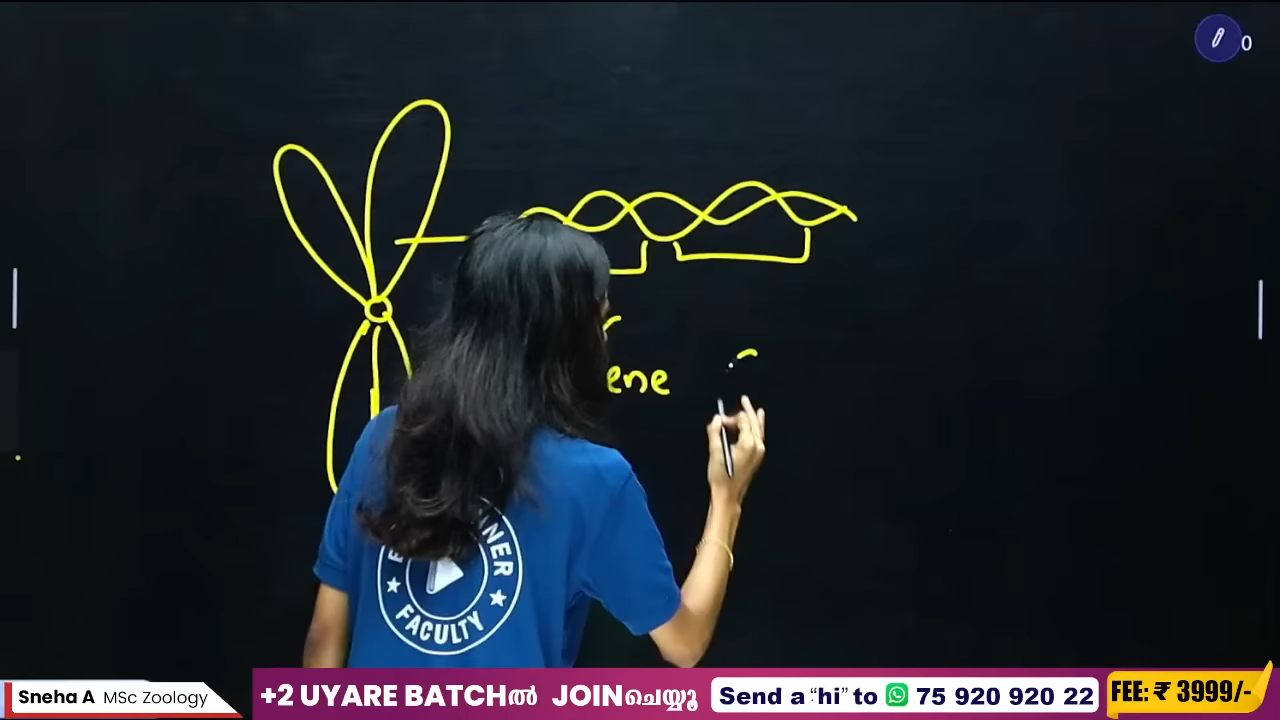 0
ene
FACULTY
Sneha A MSc Zoology
+2 UYARE BATCHൽ JOINചെയ്യൂ
Send a “hi” to 75 920 920 22
FEE: ₹ 3999/-